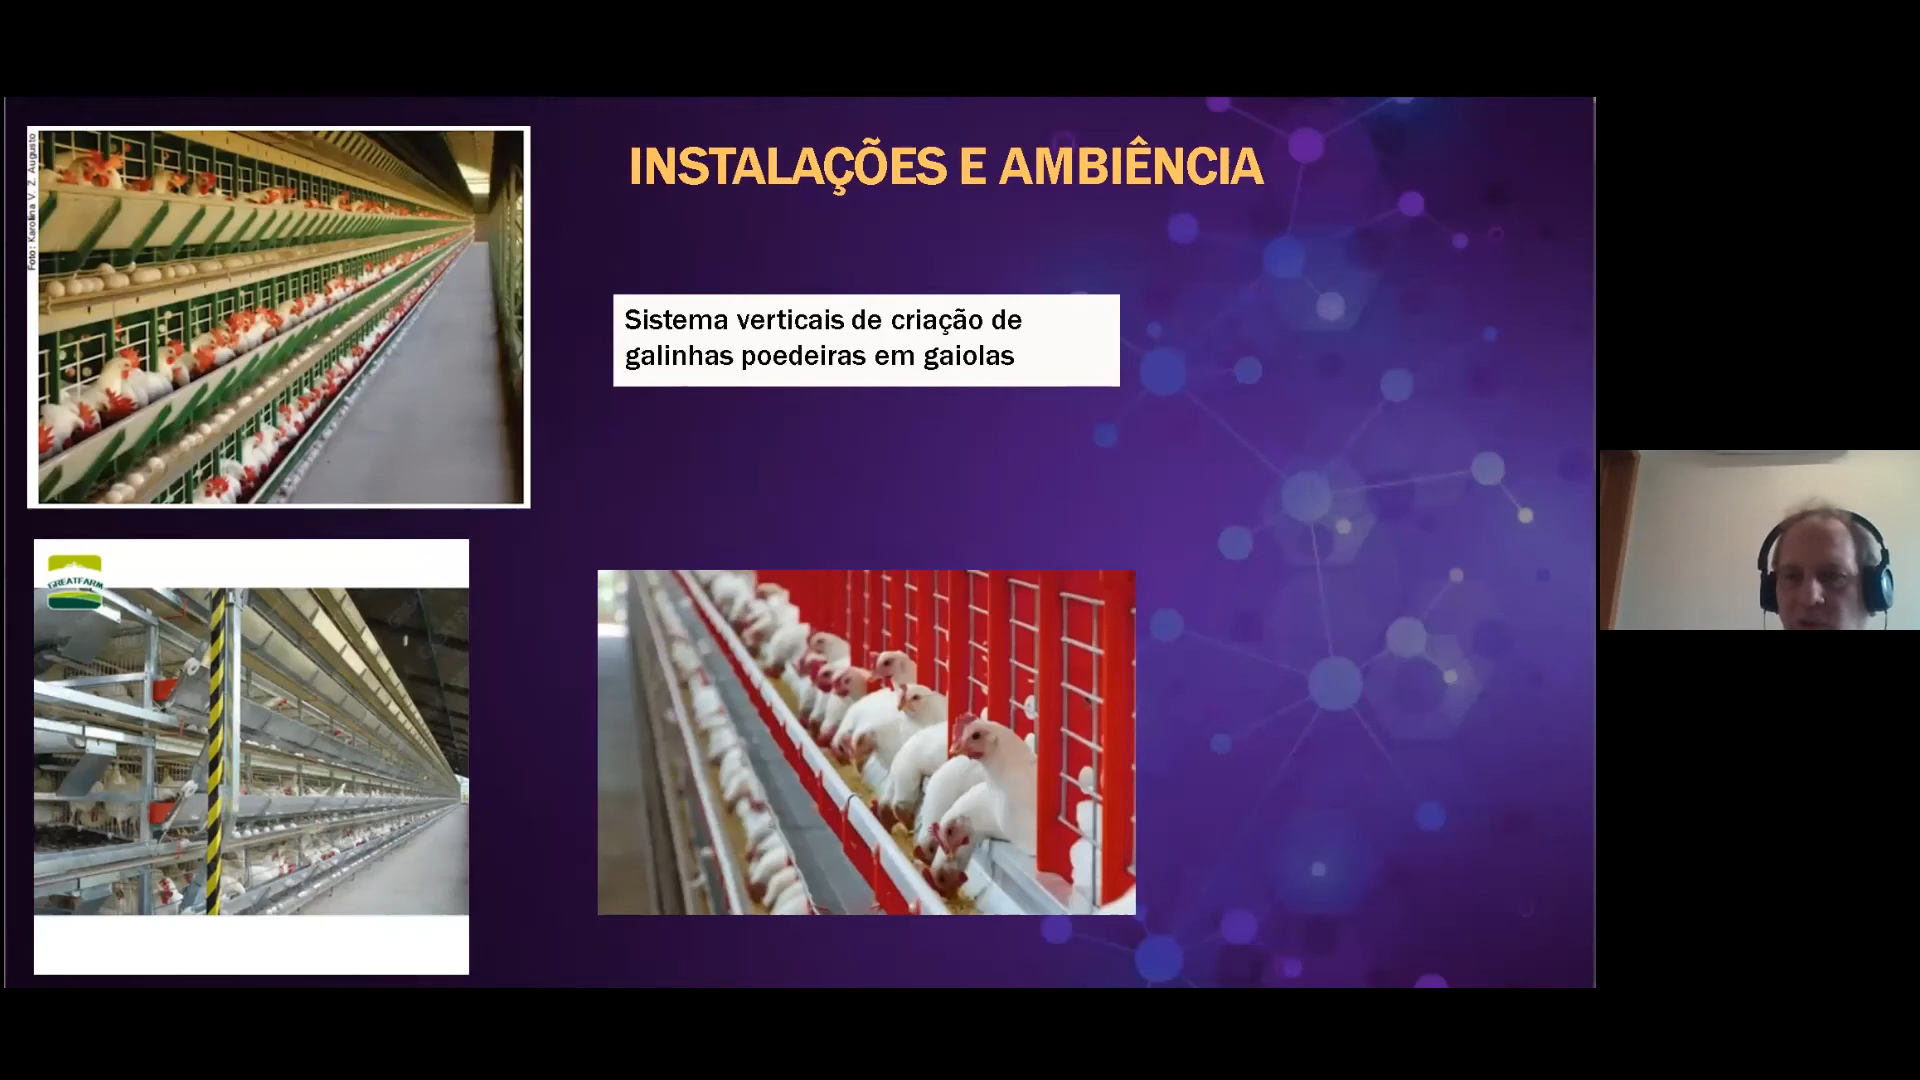 INSTALAÇÕES E AMBIÊNCIA
Foto: Karolina V. Z. Augusto
Sistema verticais de criação de
galinhas poedeiras em gaiolas
GREATFARM